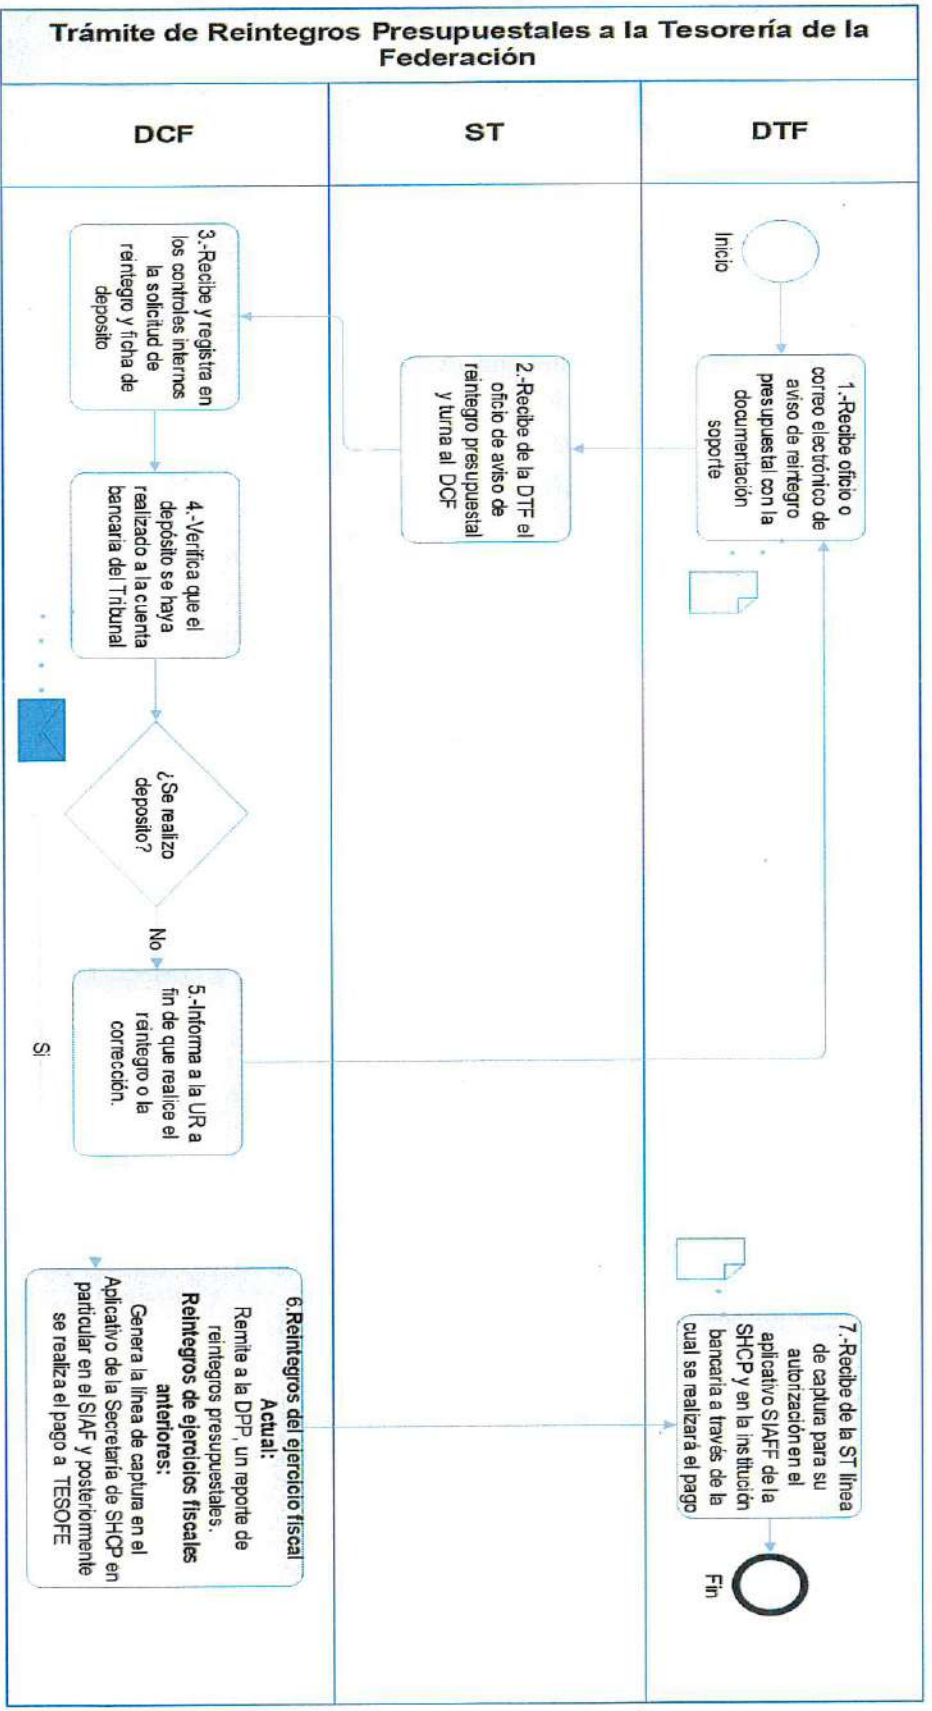 Trámite de Reintegros Presupuestales a la Tesorería de la
Federación
DTF
ST
DCF
Inicio
1.-Recibe oficio o
correo electrónico de
aviso de reintegro
presupuestal con la
documentación
soporte
2.-Recibe de la DTF el
oficio de aviso de
reintegro presupuestal
y turna al DCF
3.-Recibe y registra en
los controles internos
la solicitud de
reintegro y ficha de
deposito
4.-Verifica que el
depósito se haya
realizado a la cuenta
bancaria del Tribunal
¿Se realizo
deposito?
No
Si
5.-Informa a la UR a
fin de que realice el
reintegro o la
corrección.
6.Reintegros del ejercicio fiscal
Actual:
Remite a la DPP, un reporte de
reintegros presupuestales.
Reintegros de ejercicios fiscales
anteriores:
Genera la línea de captura en el
Aplicativo de la Secretaría de SHCP en
particular en el SIAF y posteriormente
se realiza el pago a TESOFE
7.-Recibe de la ST línea
de captura para su
autorización en el
aplicativo SIAFF de la
SHCP y en la institución
bancaria a través de la
cual se realizará el pago
Fin